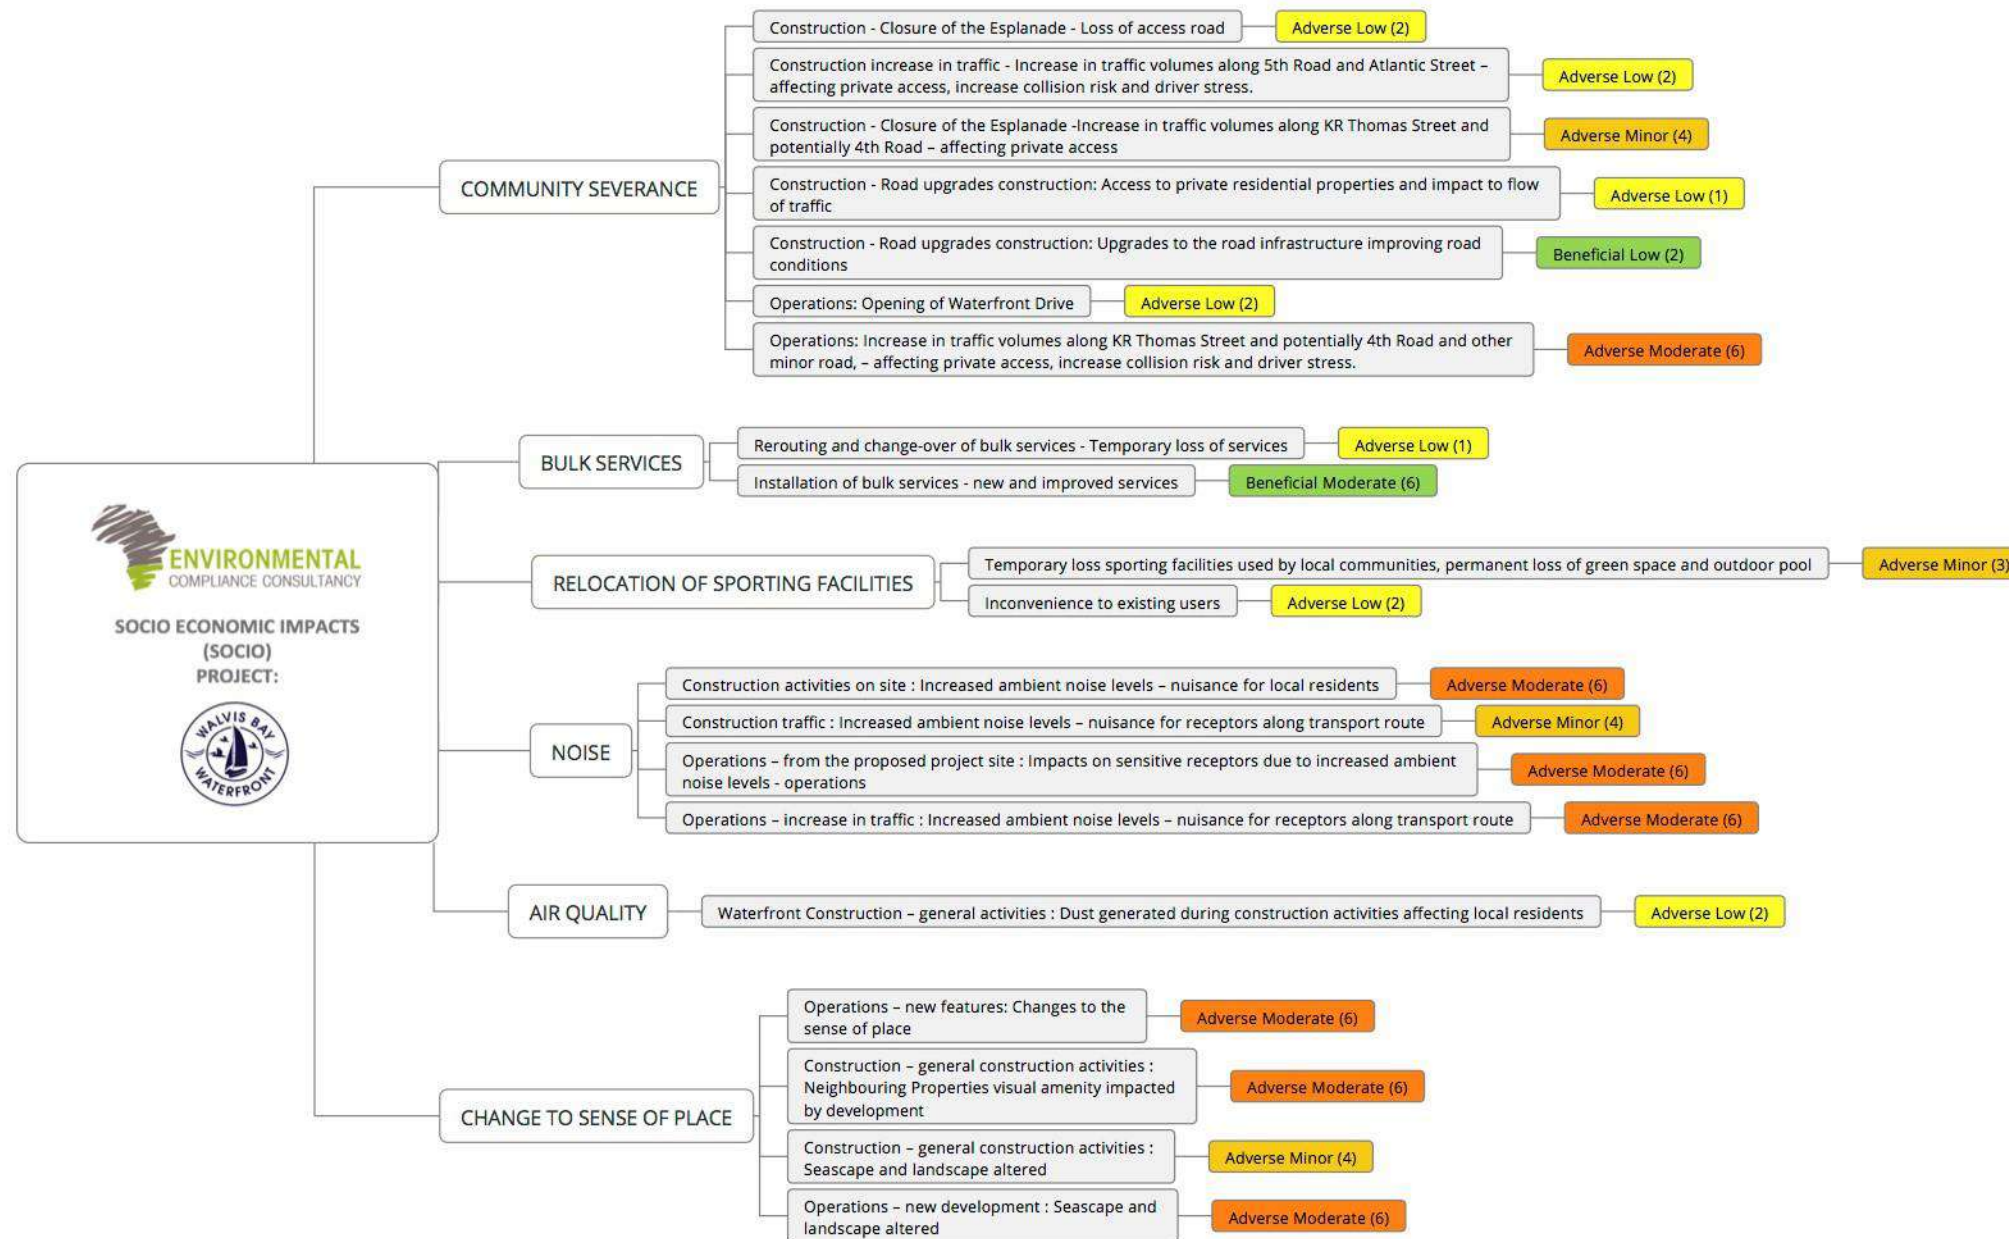 Construction - Closure of the Esplanade - Loss of access road
Adverse Low (2)
Construction increase in traffic - Increase in traffic volumes along 5th Road and Atlantic Street –
affecting private access, increase collision risk and driver stress.
Adverse Low (2)
Construction - Closure of the Esplanade -Increase in traffic volumes along KR Thomas Street and
potentially 4th Road – affecting private access
Adverse Minor (4)
COMMUNITY SEVERANCE
Construction - Road upgrades construction: Access to private residential properties and impact to flow
of traffic
Adverse Low (1)
Construction - Road upgrades construction: Upgrades to the road infrastructure improving road
conditions
Beneficial Low (2)
Operations: Opening of Waterfront Drive
Adverse Low (2)
Operations: Increase in traffic volumes along KR Thomas Street and potentially 4th Road and other
minor road, – affecting private access, increase collision risk and driver stress.
Adverse Moderate (6)
BULK SERVICES
Rerouting and change-over of bulk services - Temporary loss of services
Adverse Low (1)
Installation of bulk services - new and improved services
Beneficial Moderate (6)
ENVIRONMENTAL
COMPLIANCE CONSULTANCY
SOCIO ECONOMIC IMPACTS
(SOCIO)
PROJECT:
WALVIS BAY
WATERFRONT
RELOCATION OF SPORTING FACILITIES
Temporary loss sporting facilities used by local communities, permanent loss of green space and outdoor pool
Adverse Minor (3)
Inconvenience to existing users
Adverse Low (2)
NOISE
Construction activities on site : Increased ambient noise levels – nuisance for local residents
Adverse Moderate (6)
Construction traffic : Increased ambient noise levels – nuisance for receptors along transport route
Adverse Minor (4)
Operations – from the proposed project site : Impacts on sensitive receptors due to increased ambient
noise levels - operations
Adverse Moderate (6)
Operations – increase in traffic : Increased ambient noise levels – nuisance for receptors along transport route
Adverse Moderate (6)
AIR QUALITY
Waterfront Construction – general activities : Dust generated during construction activities affecting local residents
Adverse Low (2)
CHANGE TO SENSE OF PLACE
Operations – new features: Changes to the
sense of place
Adverse Moderate (6)
Construction – general construction activities :
Neighbouring Properties visual amenity impacted
by development
Adverse Moderate (6)
Construction – general construction activities :
Seascape and landscape altered
Adverse Minor (4)
Operations – new development : Seascape and
landscape altered
Adverse Moderate (6)